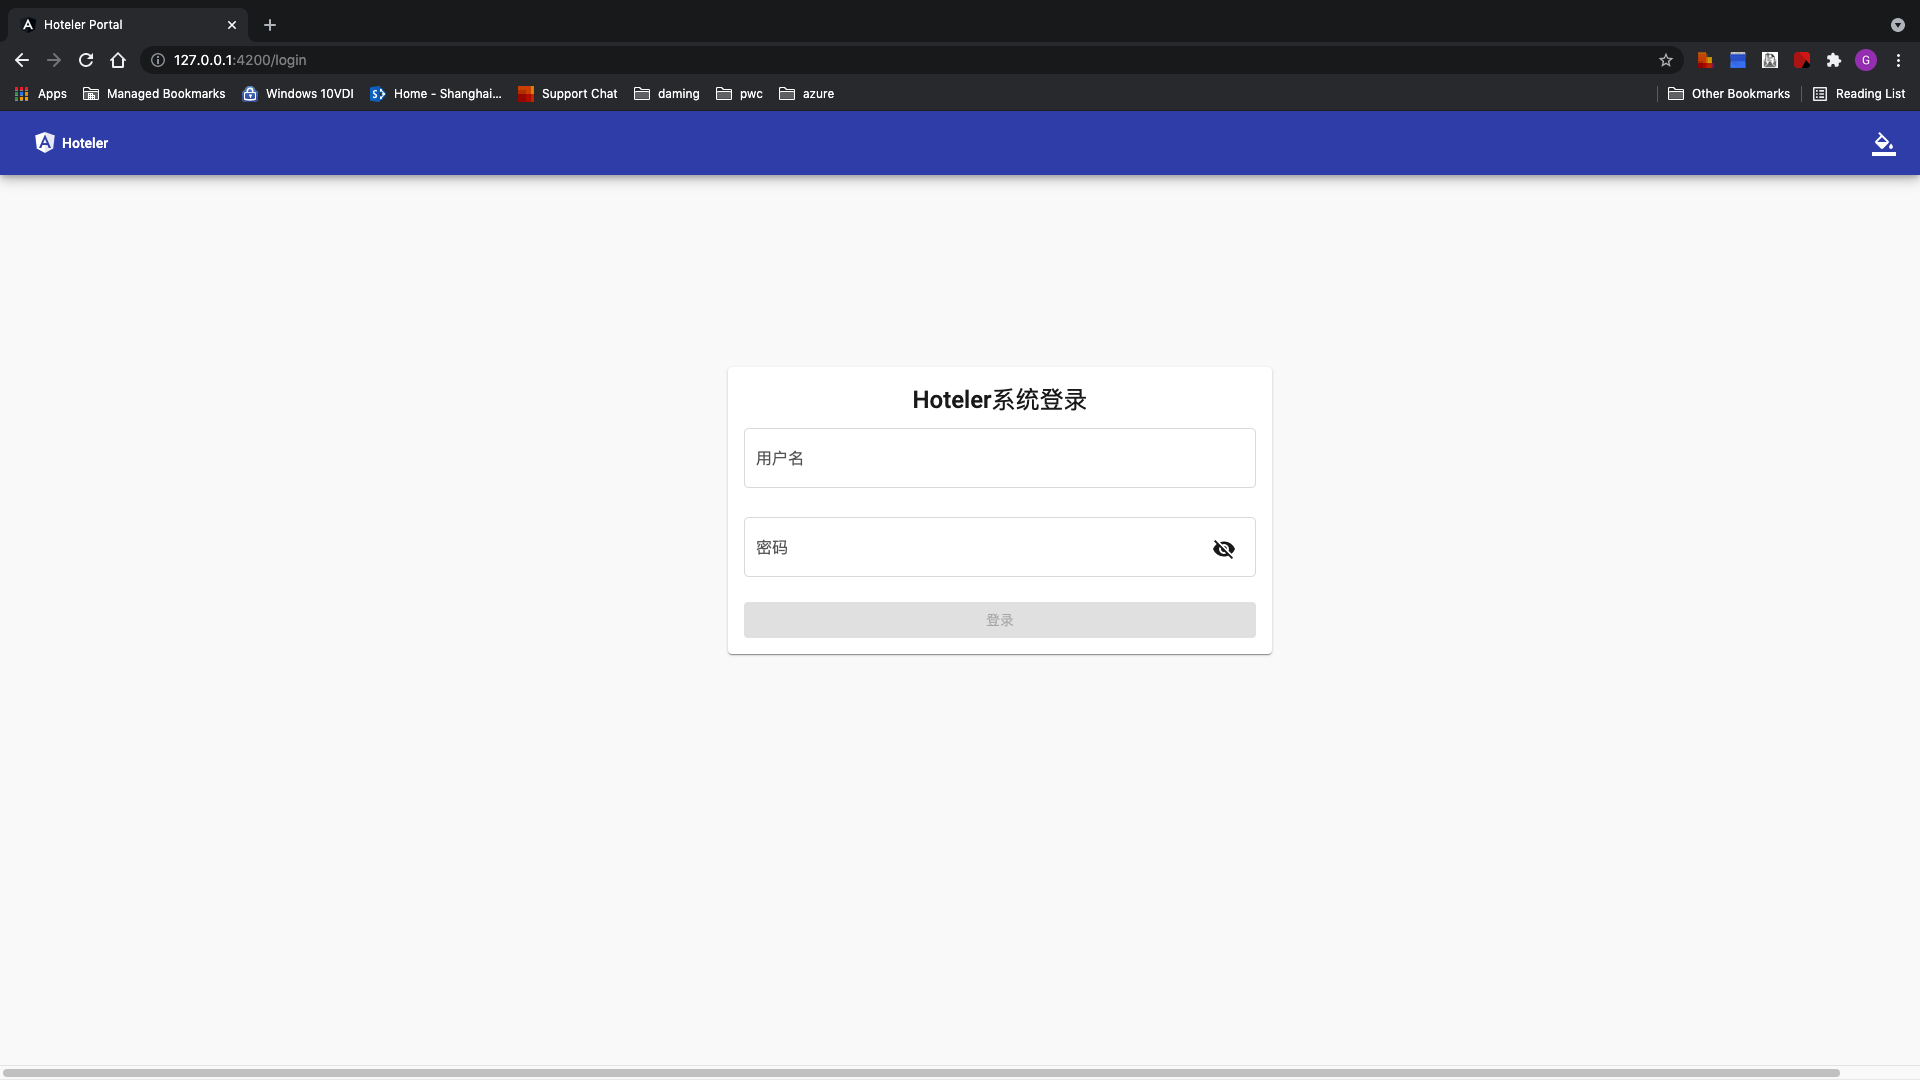 Hoteler Portal
127.0.0.1:4200/login
G
Apps
Managed Bookmarks
Windows 10VDI
Home - Shanghai...
Support Chat
daming
pwc
azure
Other Bookmarks
Reading List
Hoteler
Hoteler系统登录
用户名
密码
登录